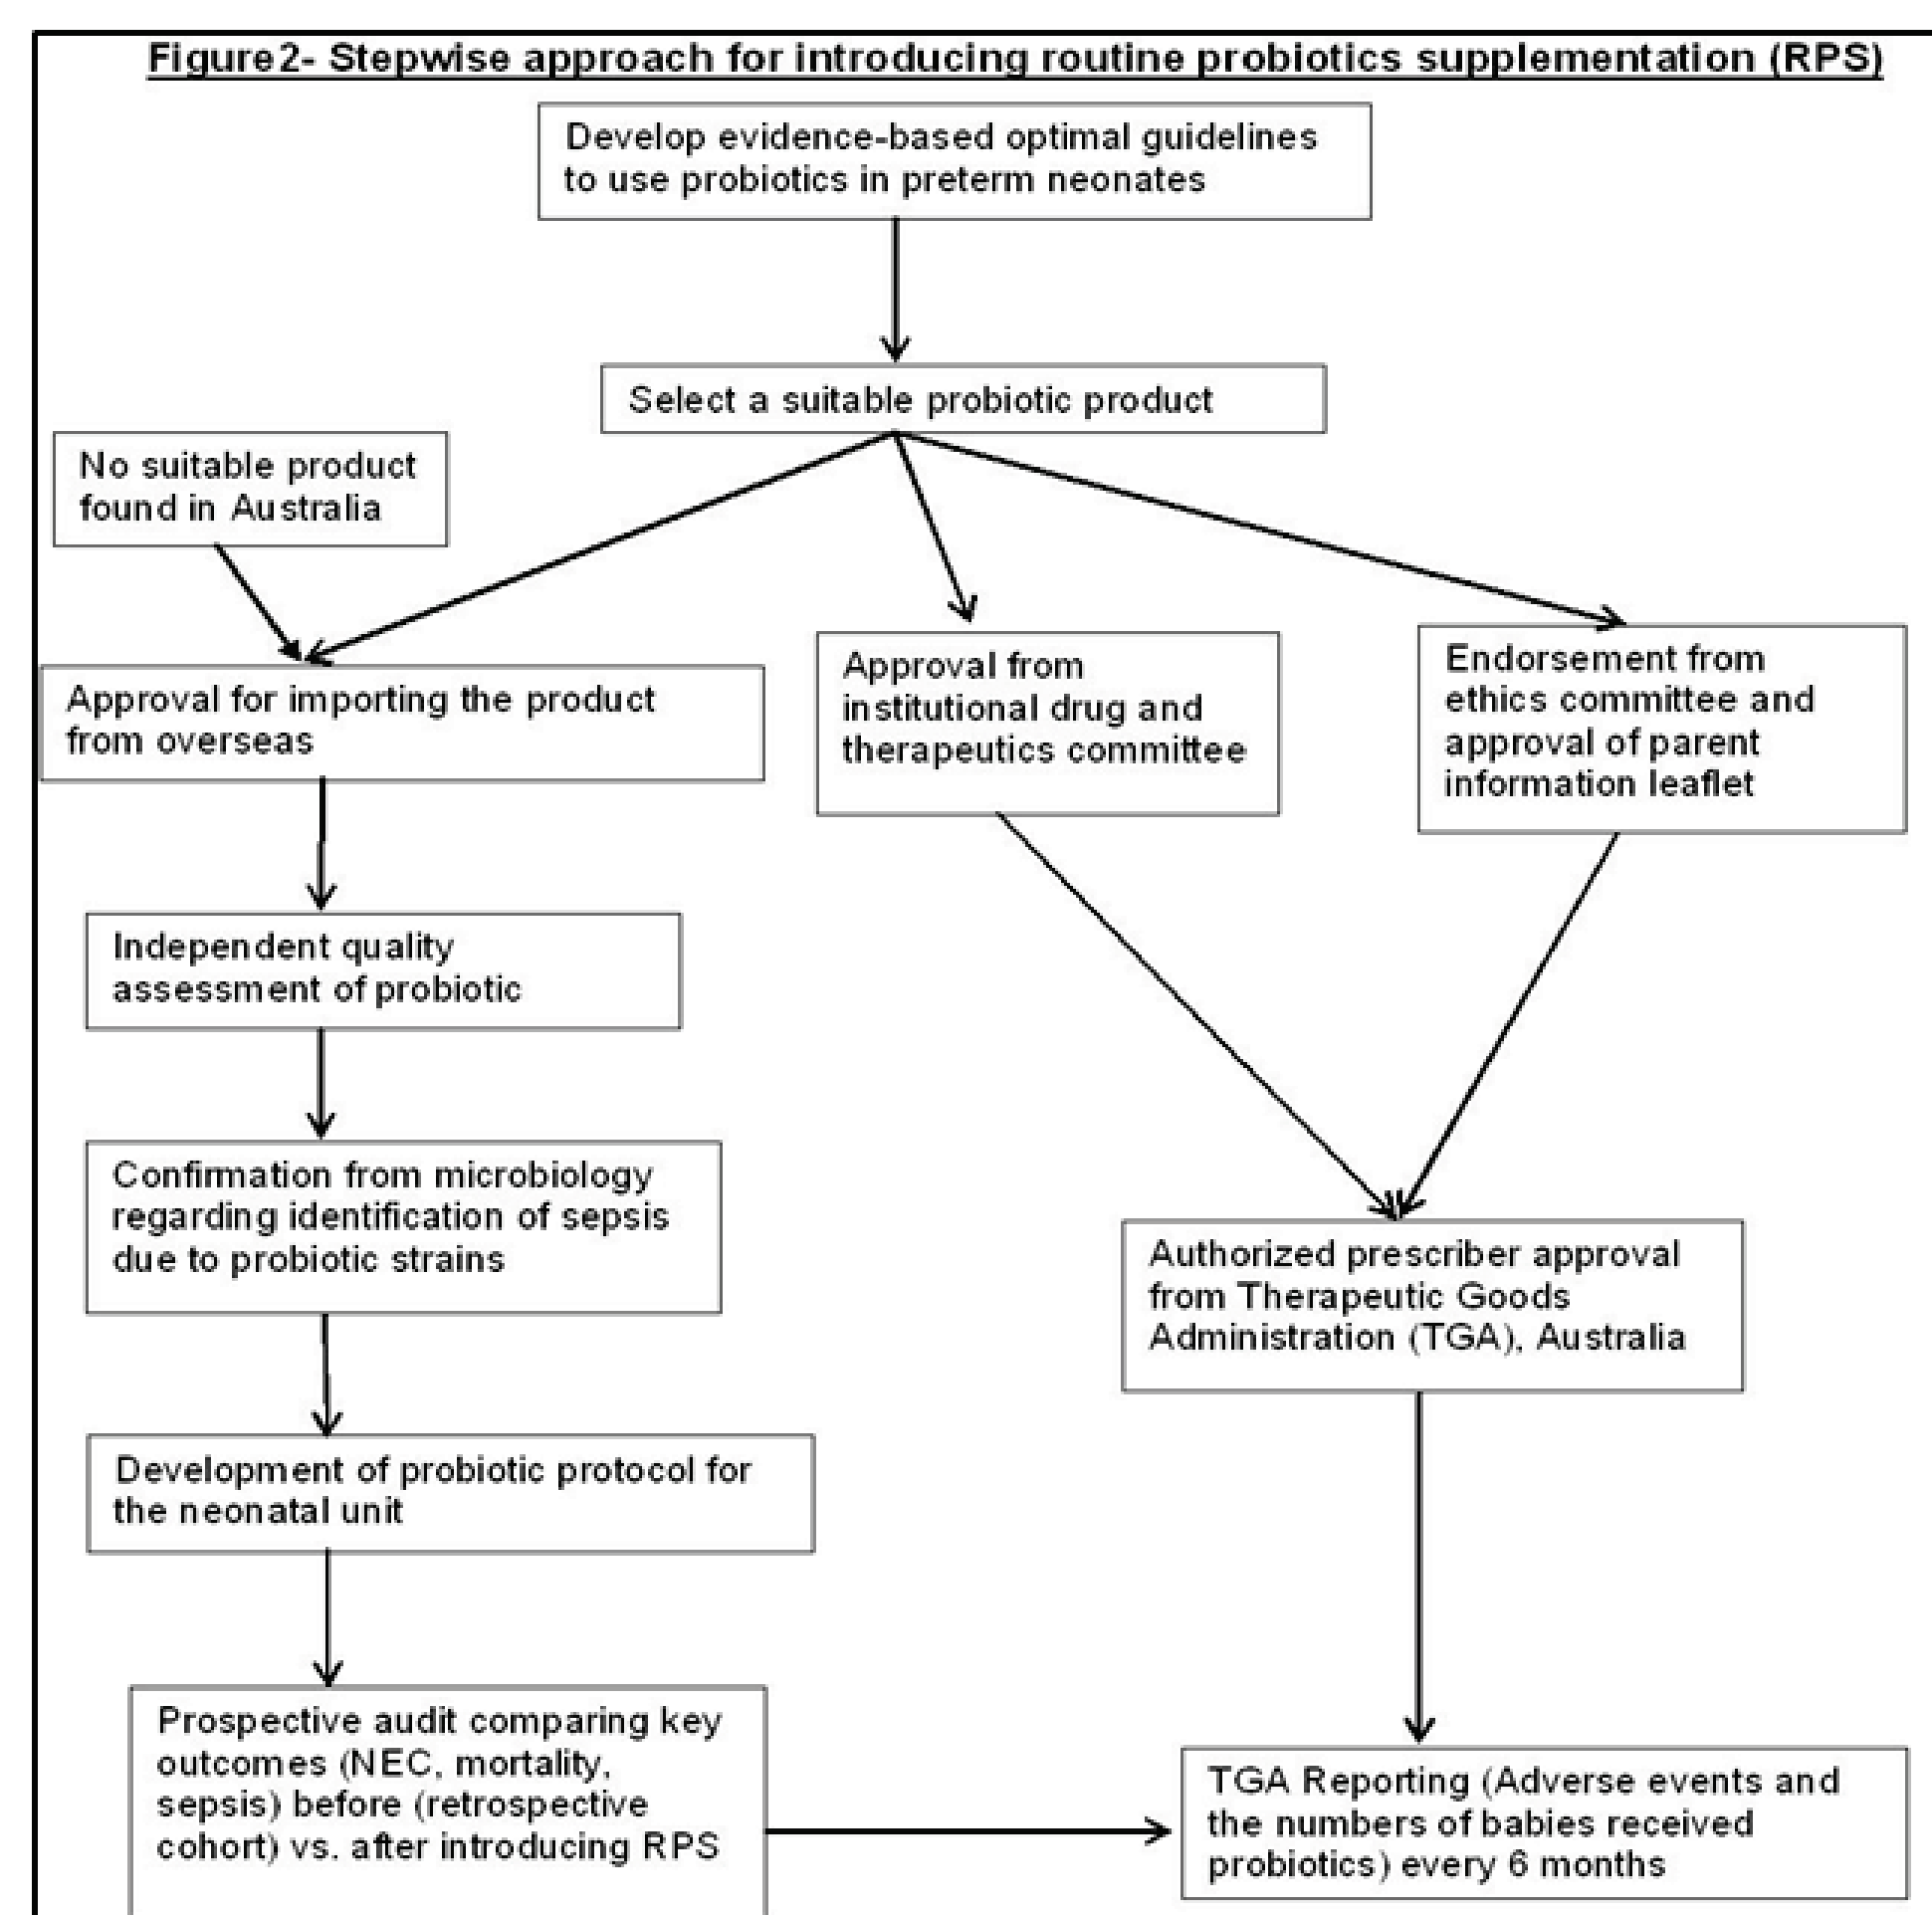 Figure2- Stepwise approach for introducing routine probiotics supplementation (RPS)
Develop evidence-based optimal guidelines
to use probiotics in preterm neonates
Select a suitable probiotic product
No suitable product
found in Australia
Approval for importing the product
from overseas
Approval from
institutional drug and
therapeutics committee
Endorsement from
ethics committee and
approval of parent
information leaflet
Independent quality
assessment of probiotic
Confirmation from microbiology
regarding identification of sepsis
due to probiotic strains
Authorized prescriber approval
from Therapeutic Goods
Administration (TGA), Australia
Development of probiotic protocol for
the neonatal unit
Prospective audit comparing key
outcomes (NEC, mortality,
sepsis) before (retrospective
cohort) vs. after introducing RPS
TGA Reporting (Adverse events and
the numbers of babies received
probiotics) every 6 months